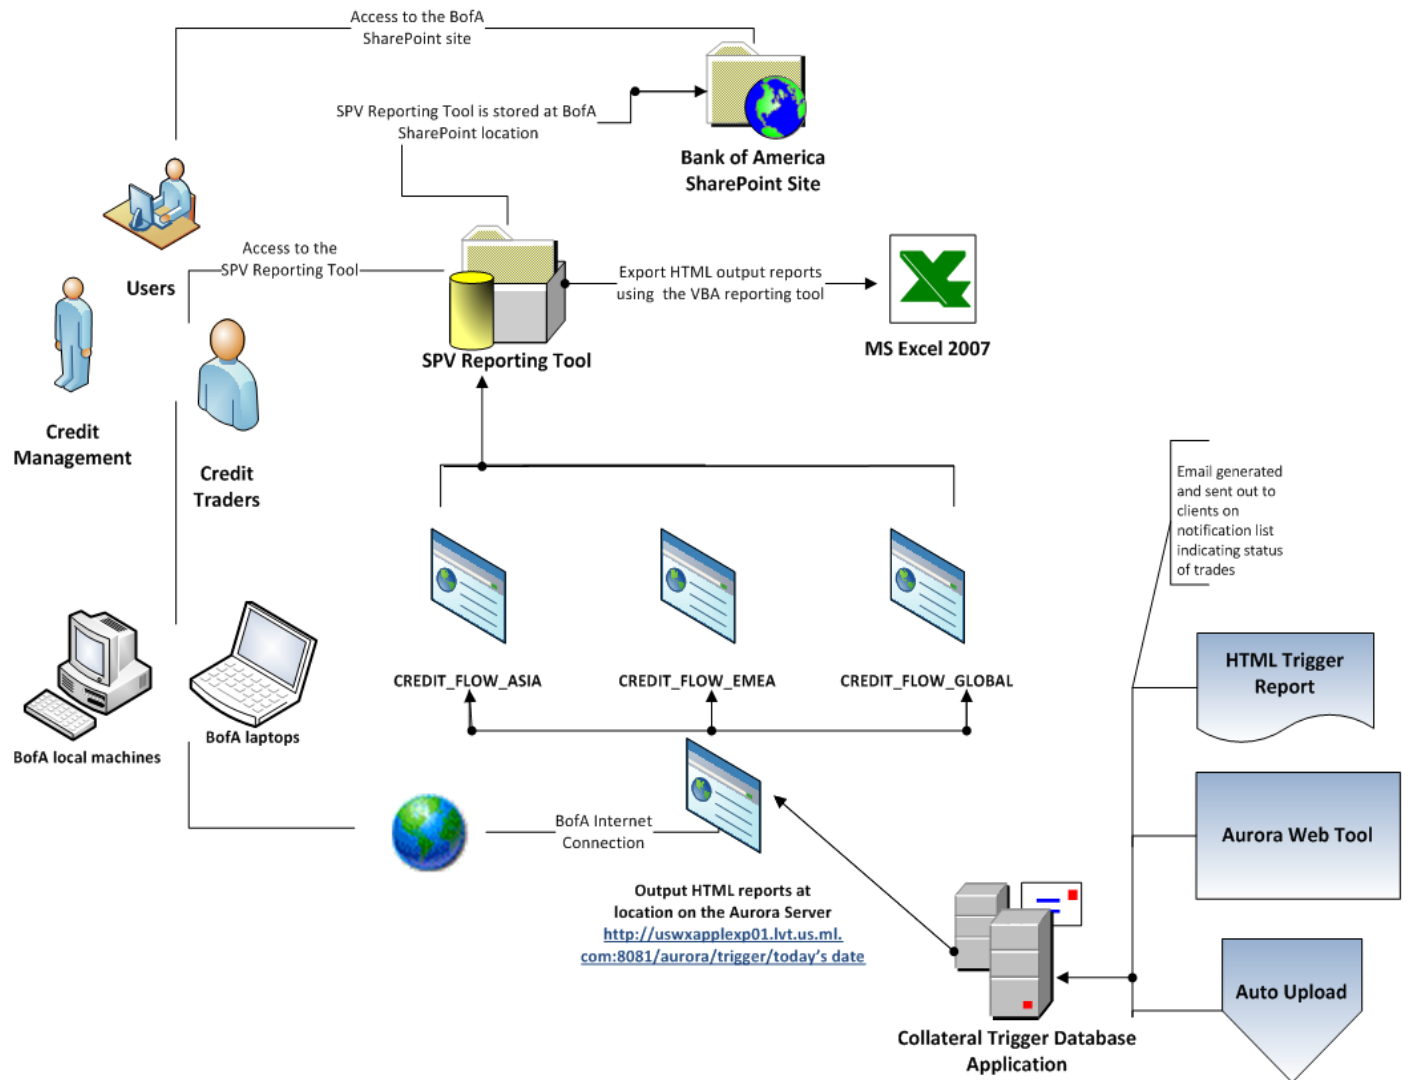 Access to the BofA
SharePoint site
SPV Reporting Tool is stored at BofA
SharePoint location
Bank of America
SharePoint Site
Users
Access to the
SPV Reporting Tool
Export HTML output reports
using the VBA reporting tool
SPV Reporting Tool
MS Excel 2007
Credit
Management
Credit
Traders
Email generated
and sent out to
clients on
notification list
indicating status
of trades
CREDIT_FLOW_ASIA
CREDIT_FLOW_EMEA
CREDIT_FLOW_GLOBAL
HTML Trigger
Report
BofA local machines
BofA laptops
BofA Internet
Connection
Aurora Web Tool
Output HTML reports at
location on the Aurora Server
http://uswxapplexp01.lvt.us.ml.
com:8081/aurora/trigger/today's date
Auto Upload
Collateral Trigger Database
Application